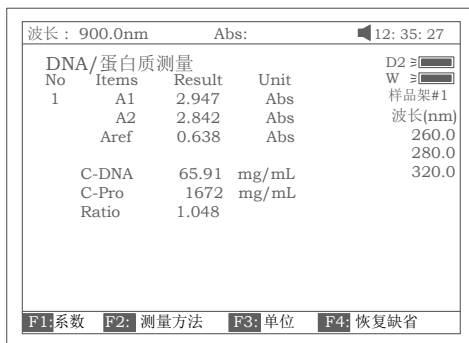 波长： 900.0nm Abs: 12: 35: 27
DNA/蛋白质测量 D2
No Items Result Unit W
1 A1 2.947 Abs 样品架#1
A2 2.842 Abs 波长(nm)
Aref 0.638 Abs 260.0
280.0
C-DNA 65.91 mg/mL 320.0
C-Pro 1672 mg/mL
Ratio 1.048
F1:系数 F2: 测量方法 F3: 单位 F4: 恢复缺省